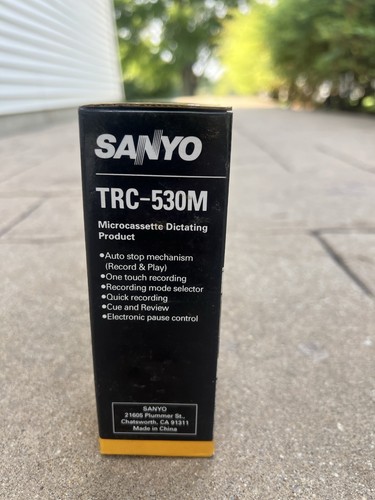 SANYO
TRC-530M
Microcassette Dictating
Product
●Auto stop mechanism
(Record & Play)
●One touch recording
●Recording mode selector
●Quick recording
●Cue and Review
●Electronic pause control
SANYO
21605 Plummer St.,
Chatsworth, CA 91311
Made in China